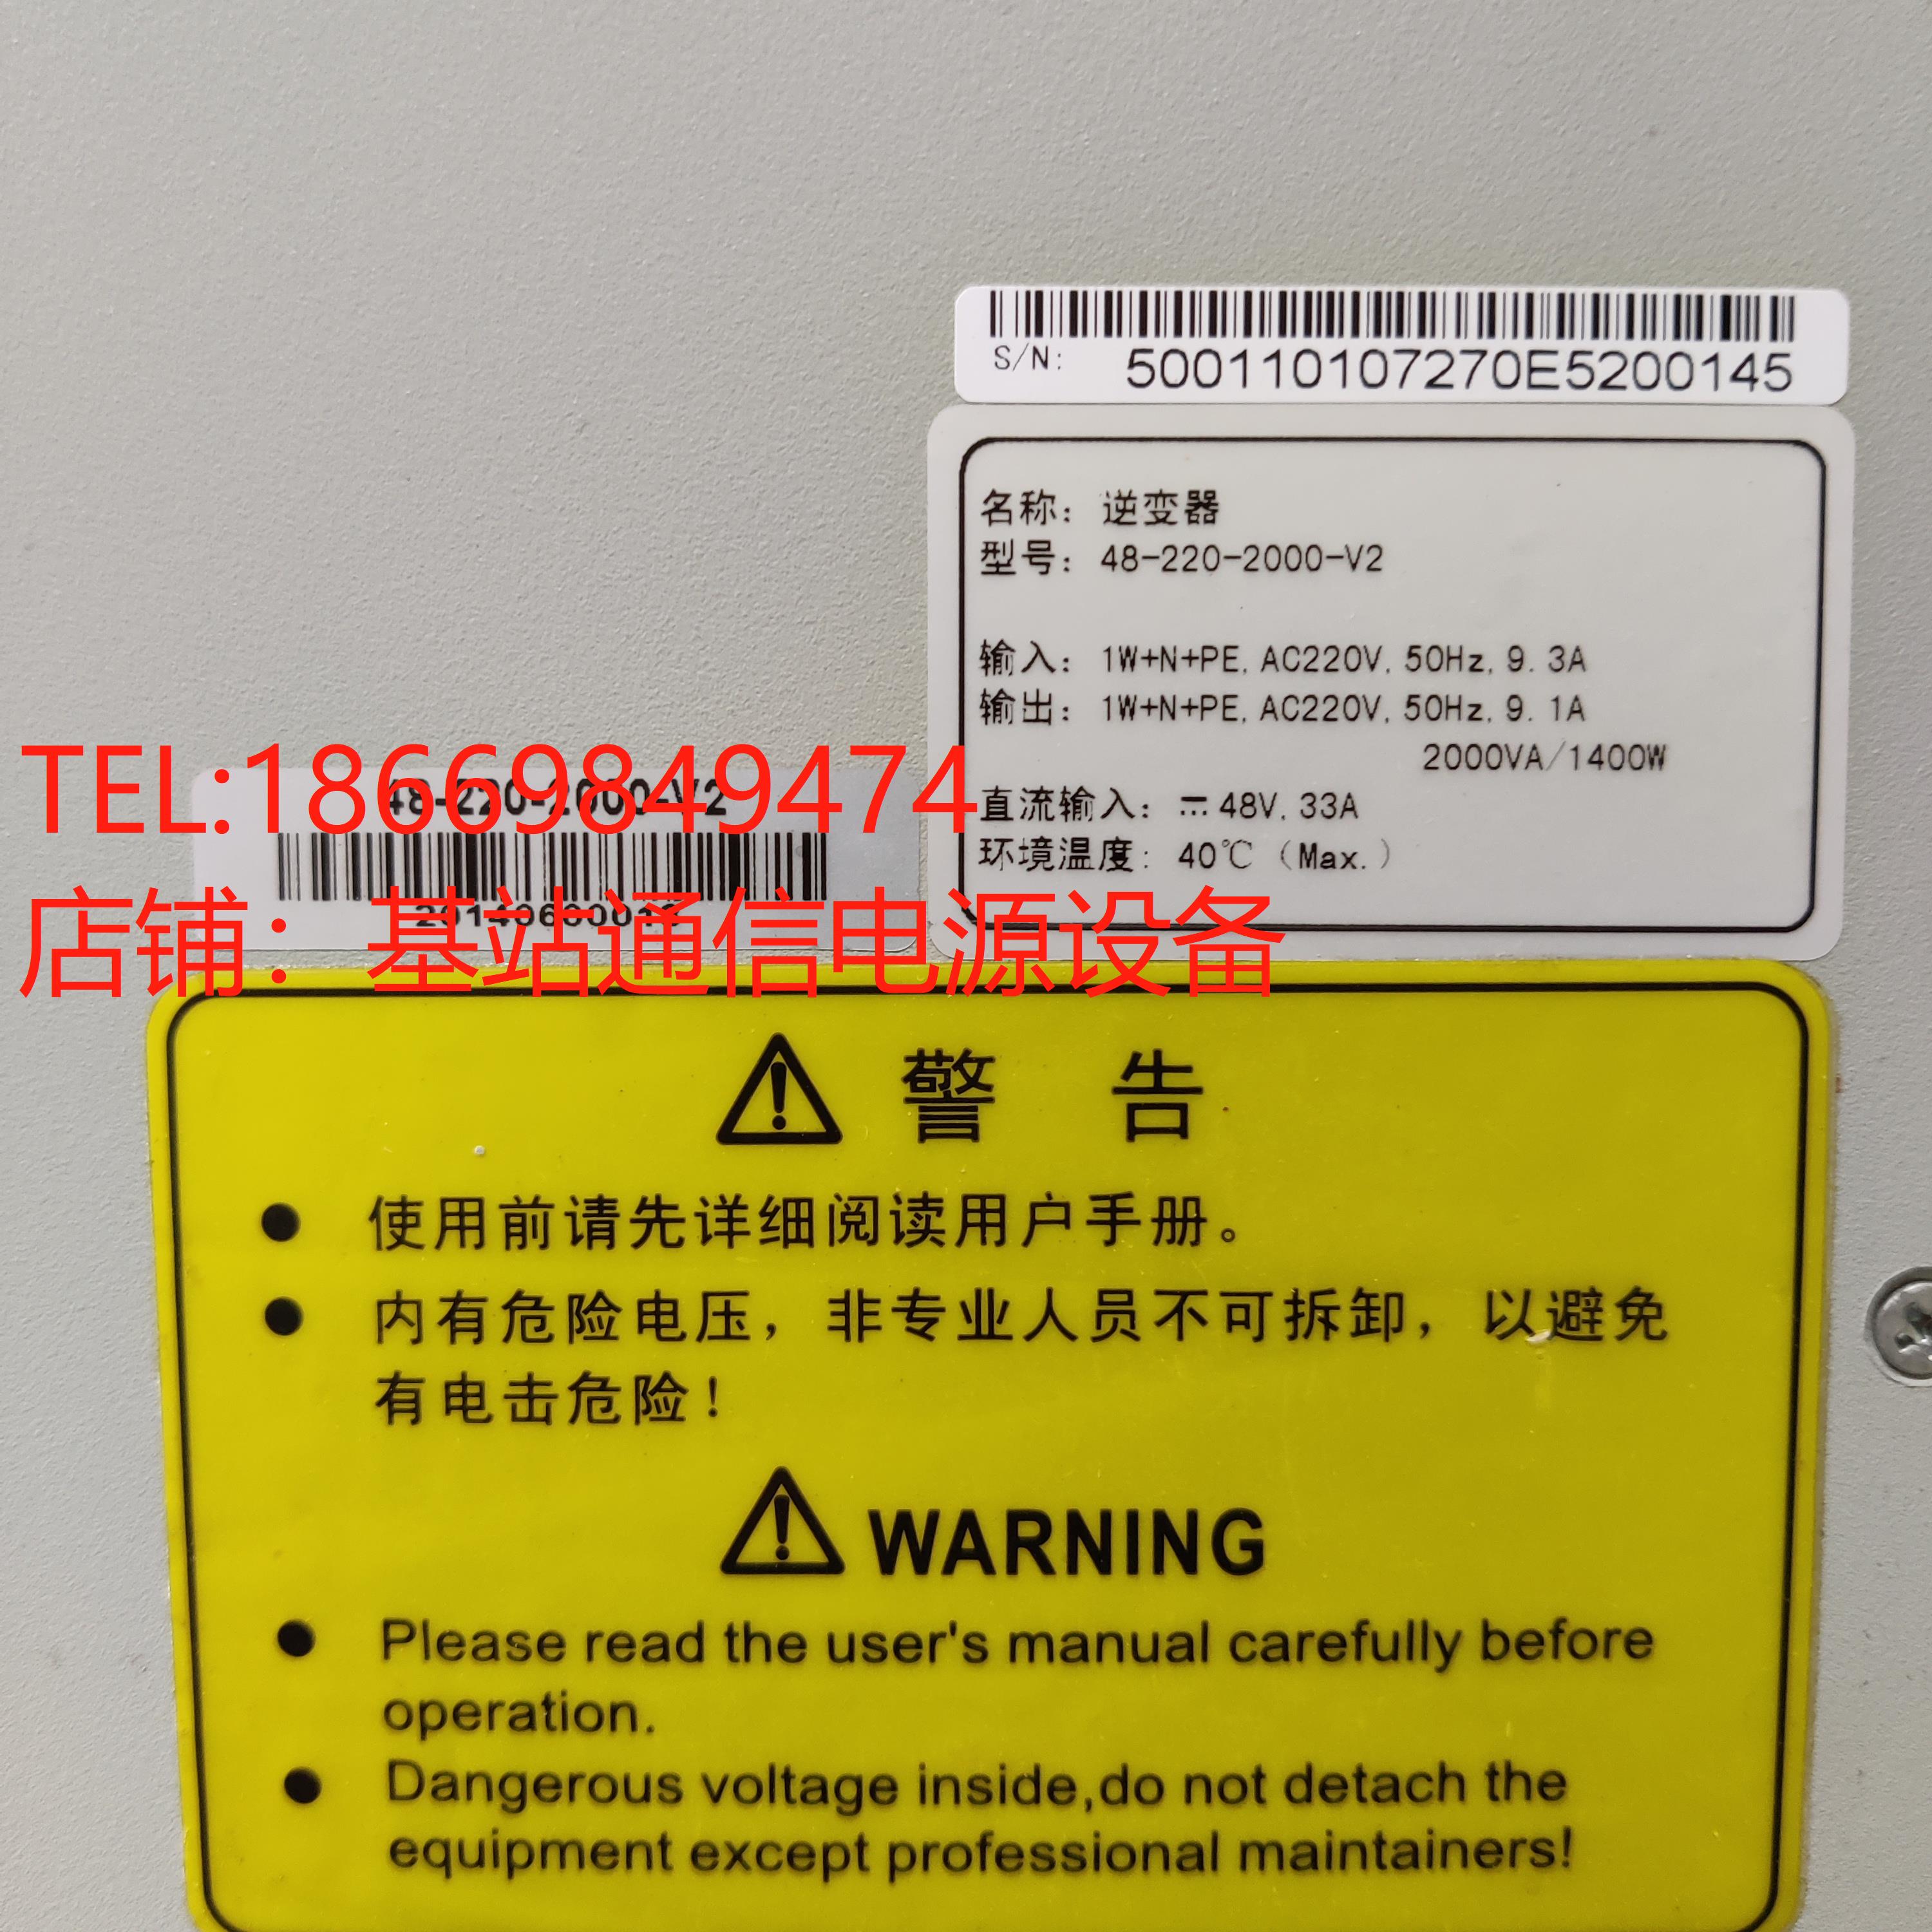 S/N: 500110107270E5200145
名称: 逆变器
型号: 48-220-2000-V2
输入: 1W+N+PE, AC220V, 50Hz, 9.3A
输出: 1W+N+PE, AC220V, 50Hz, 9.1A
2000VA/1400W
直流输入: ⎓ 48V, 33A
环境温度: 40℃ (Max.)
TEL:18669849474
48-220-2000-V2
店铺：基站通信电源设备
⚠ 警 告
● 使用前请先详细阅读用户手册。
● 内有危险电压，非专业人员不可拆卸，以避免
有电击危险！
⚠ WARNING
● Please read the user's manual carefully before
operation.
● Dangerous voltage inside,do not detach the
equipment except professional maintainers!